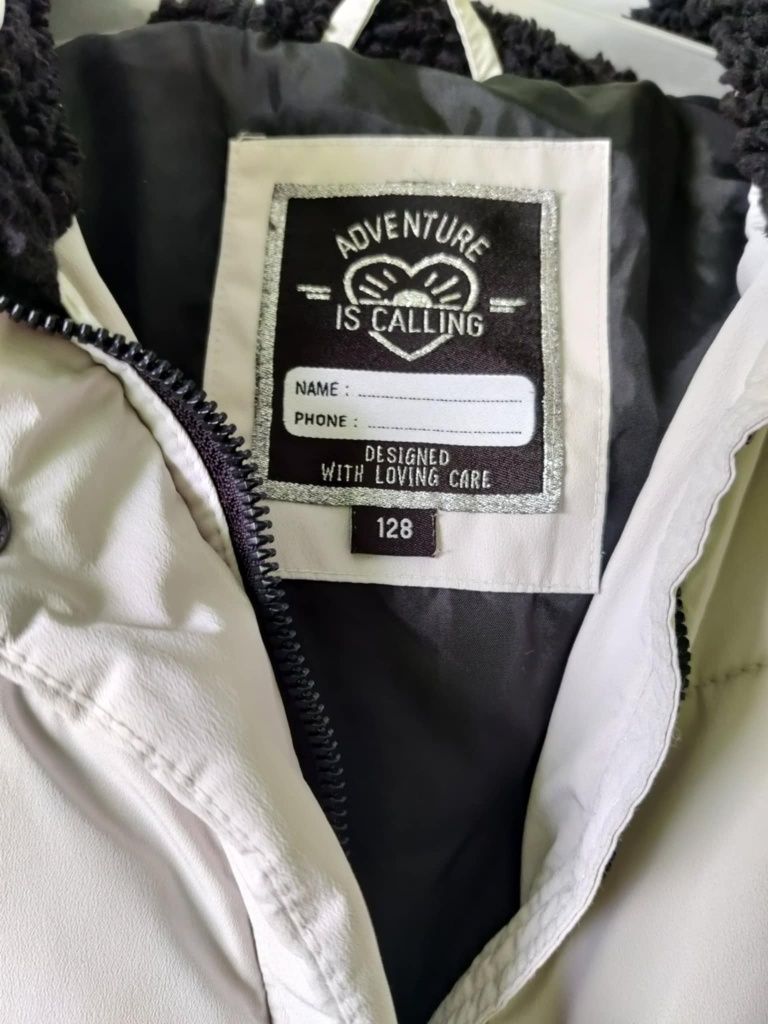 ADVENTURE
IS CALLING
NAME : ..............................
PHONE : ..............................
DESIGNED
WITH LOVING CARE
128